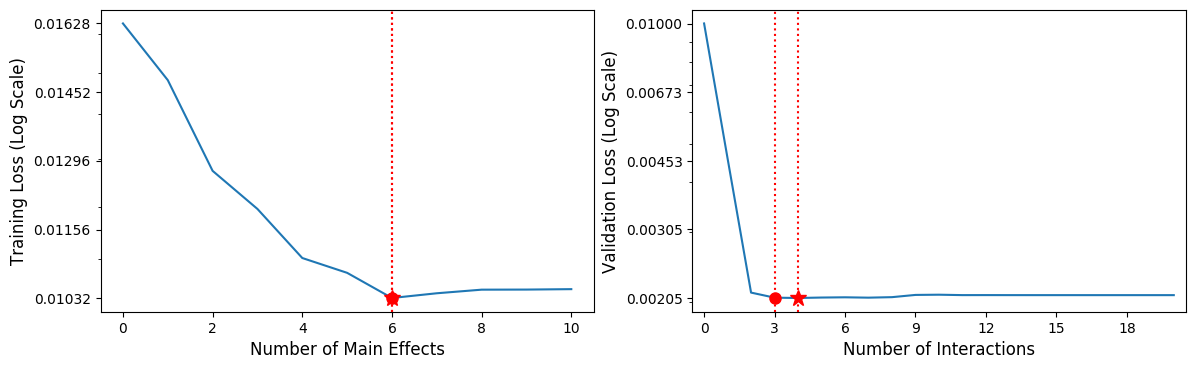 Training Loss (Log Scale)
0.01628
0.01452
0.01296
0.01156
0.01032
0 2 4 6 8 10
Number of Main Effects
Validation Loss (Log Scale)
0.01000
0.00673
0.00453
0.00305
0.00205
0 3 6 9 12 15 18
Number of Interactions